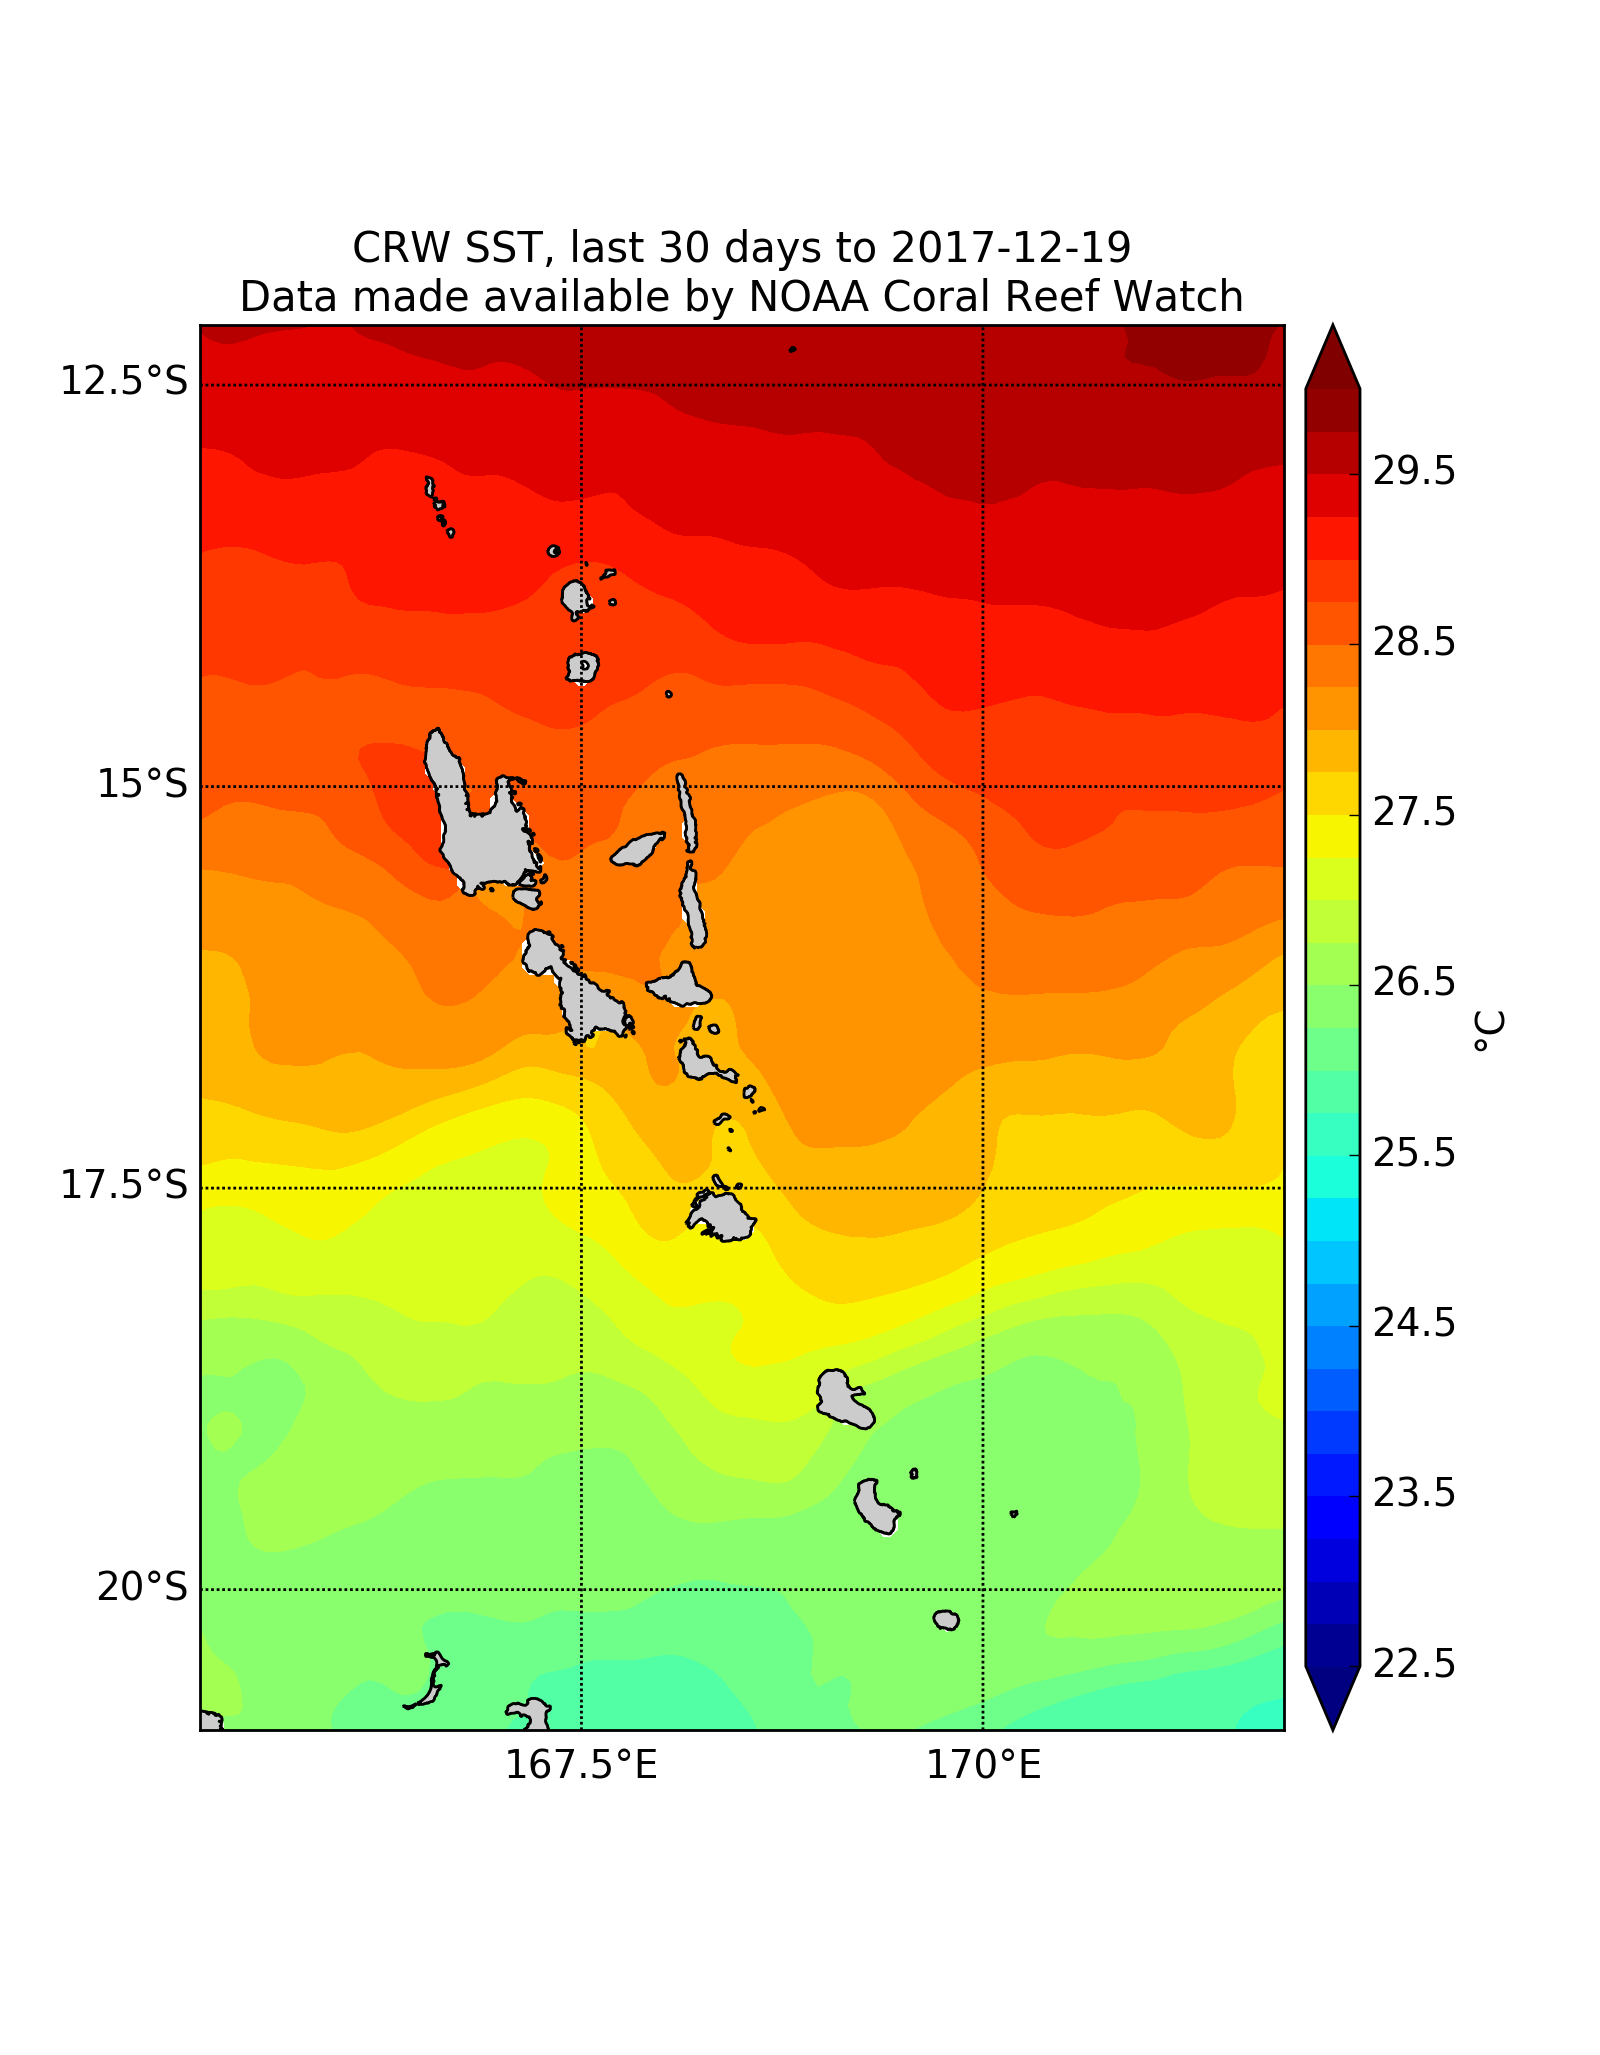 CRW SST, last 30 days to 2017-12-19
Data made available by NOAA Coral Reef Watch
12.5°S
15°S
17.5°S
20°S
167.5°E
170°E
29.5
28.5
27.5
26.5
25.5
24.5
23.5
22.5
°C